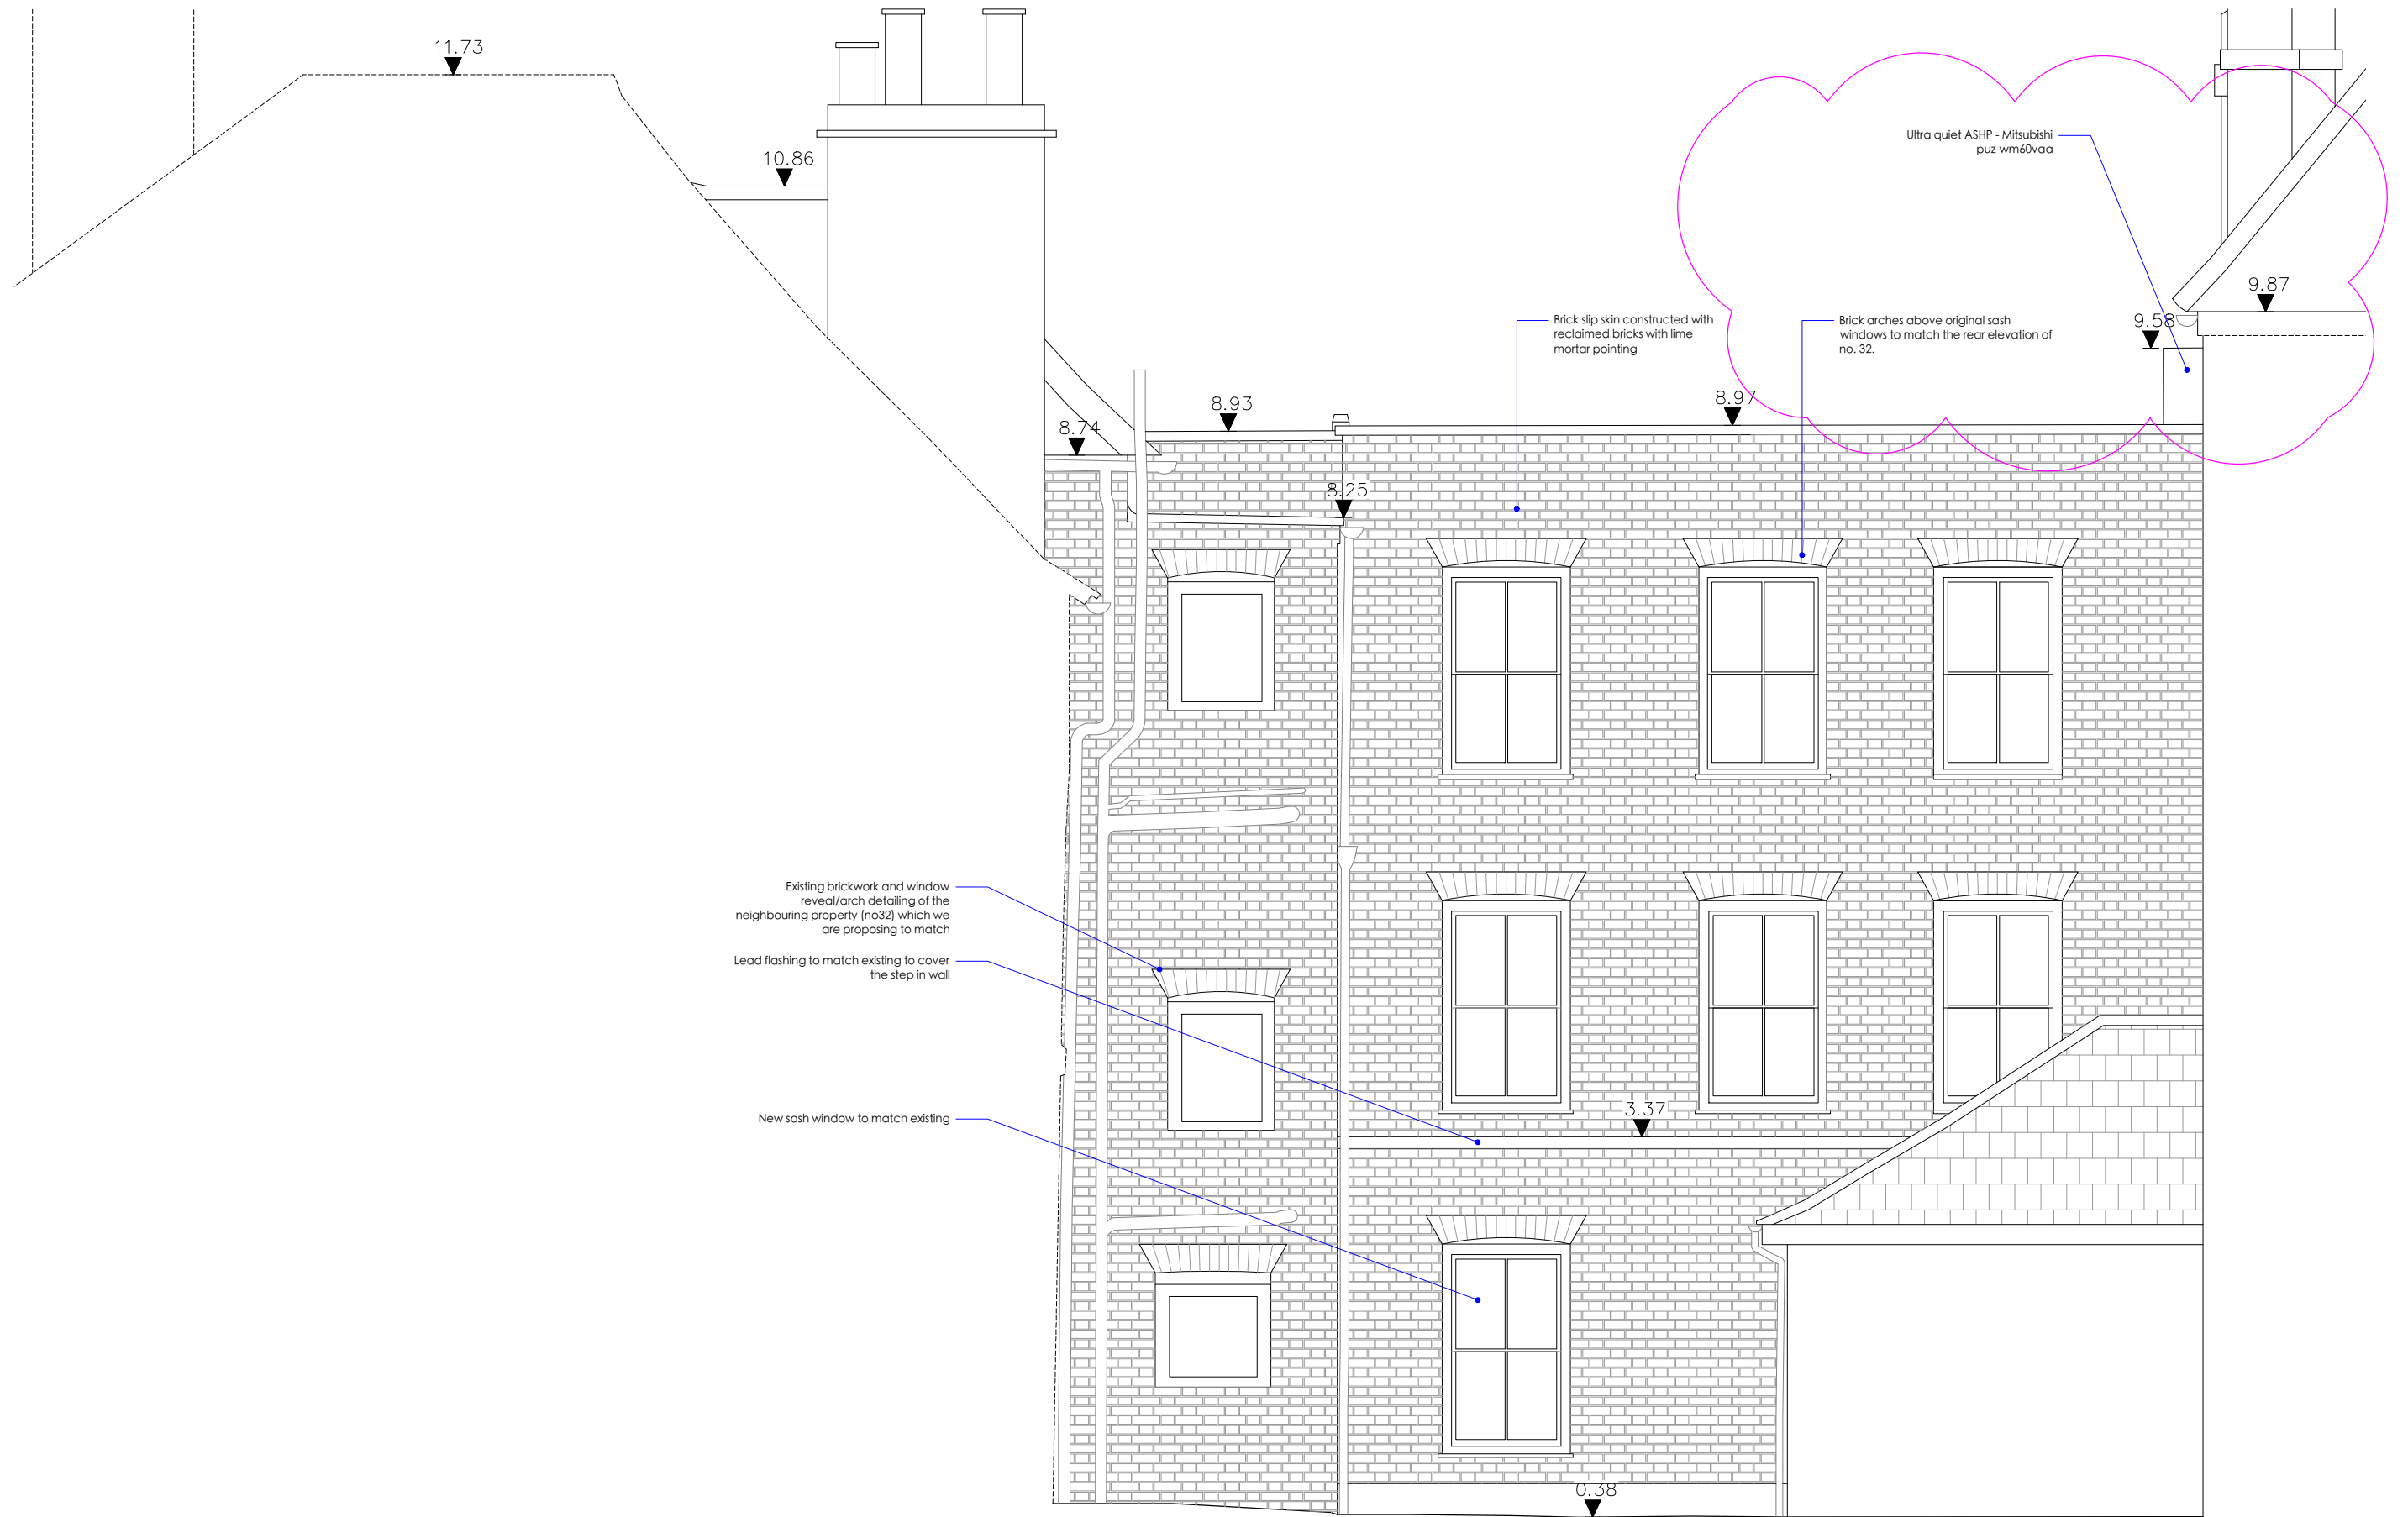 11.73
10.86
Ultra quiet ASHP - Mitsubishi
puz-wm60vaa
9.87
9.58
Brick slip skin constructed with
reclaimed bricks with lime
mortar pointing
Brick arches above original sash
windows to match the rear elevation of
no. 32.
8.93
8.97
8.74
8.25
Existing brickwork and window
reveal/arch detailing of the
neighbouring property (no32) which we
are proposing to match
Lead flashing to match existing to cover
the step in wall
New sash window to match existing
3.37
0.38